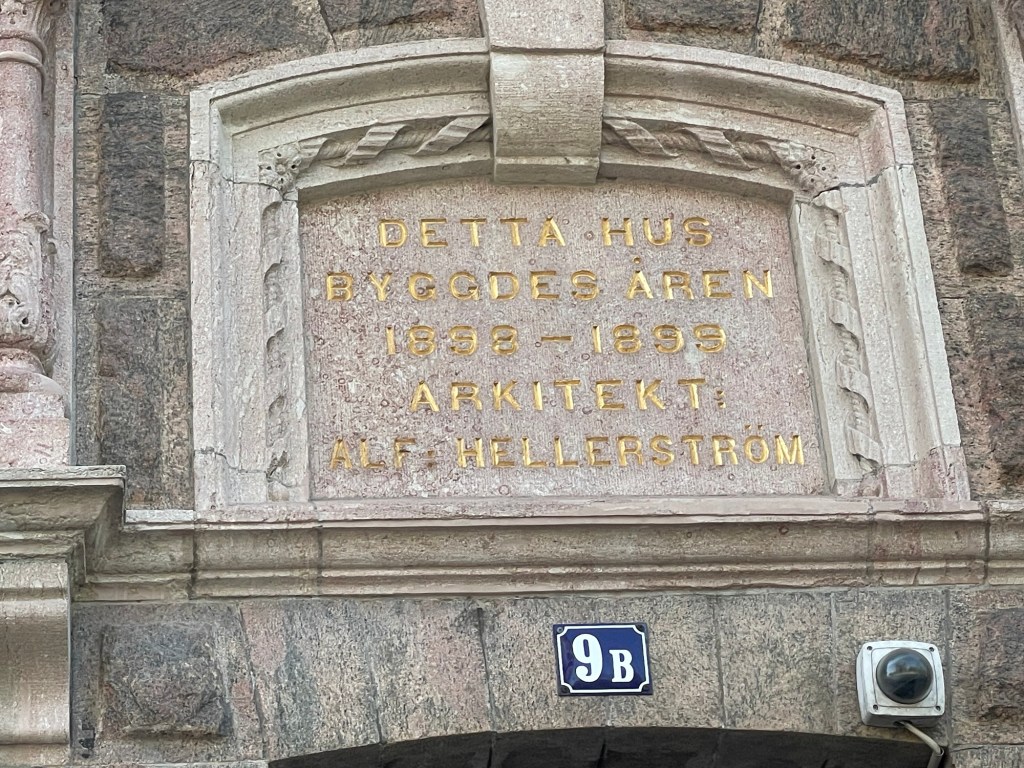 DETTA HUS
BYGGDES ÅREN
1898 – 1899
ARKITEKT:
ALF: HELLERSTRÖM
9B